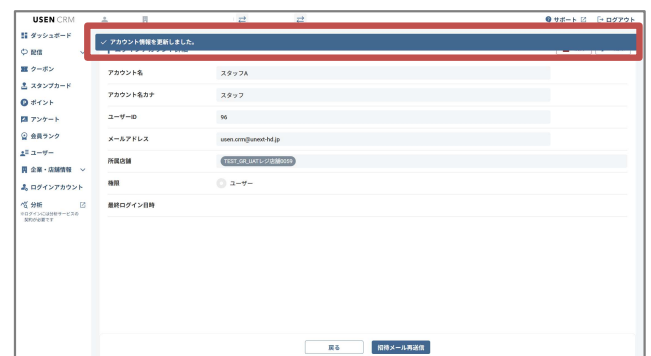 USEN CRM
サポート
ログアウト
ダッシュボード
配信
クーポン
スタンプカード
ポイント
アンケート
会員ランク
ユーザー
企業・店舗情報
ログインアカウント
分析
※ログインには分析サービスの
契約が必要です
アカウント情報を更新しました。
アカウント名 スタッフA
アカウント名カナ スタッフ
ユーザーID 96
メールアドレス usen.crm@unext-hd.jp
所属店舗 TEST_GR_UATレジ店舗0059
権限 ユーザー
最終ログイン日時
戻る 招待メール再送信